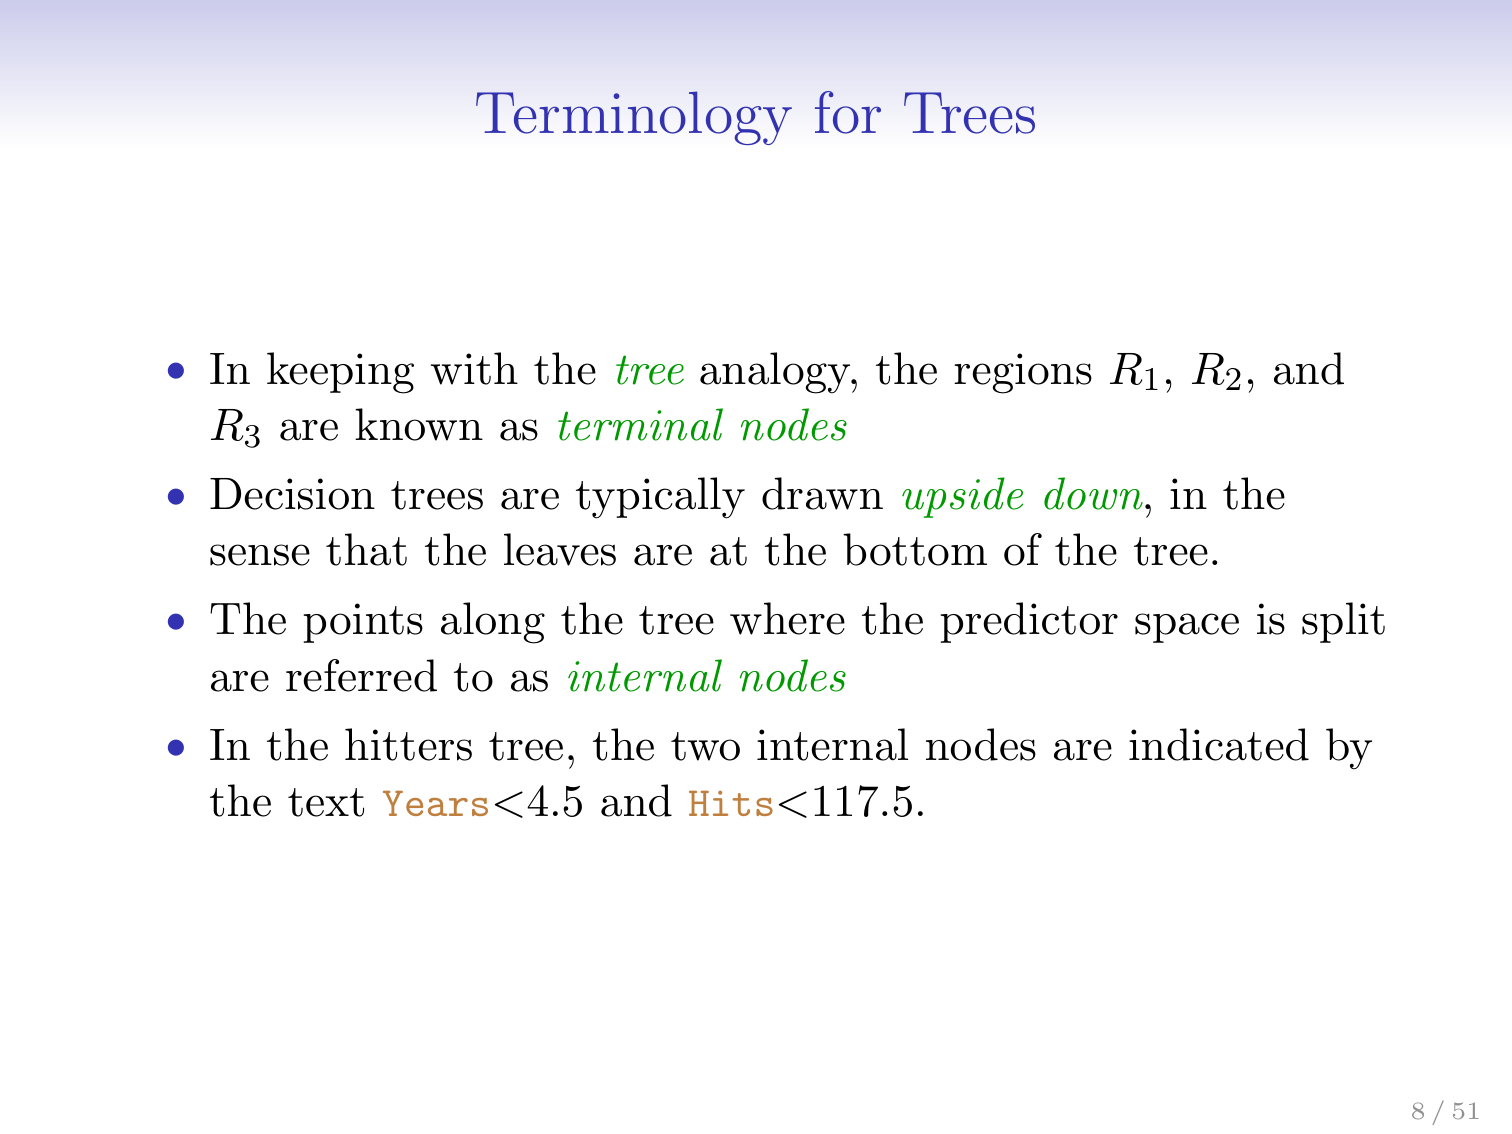 Terminology for Trees
• In keeping with the tree analogy, the regions R₁, R₂, and
R₃ are known as terminal nodes
• Decision trees are typically drawn upside down, in the
sense that the leaves are at the bottom of the tree.
• The points along the tree where the predictor space is split
are referred to as internal nodes
• In the hitters tree, the two internal nodes are indicated by
the text Years<4.5 and Hits<117.5.
8 / 51